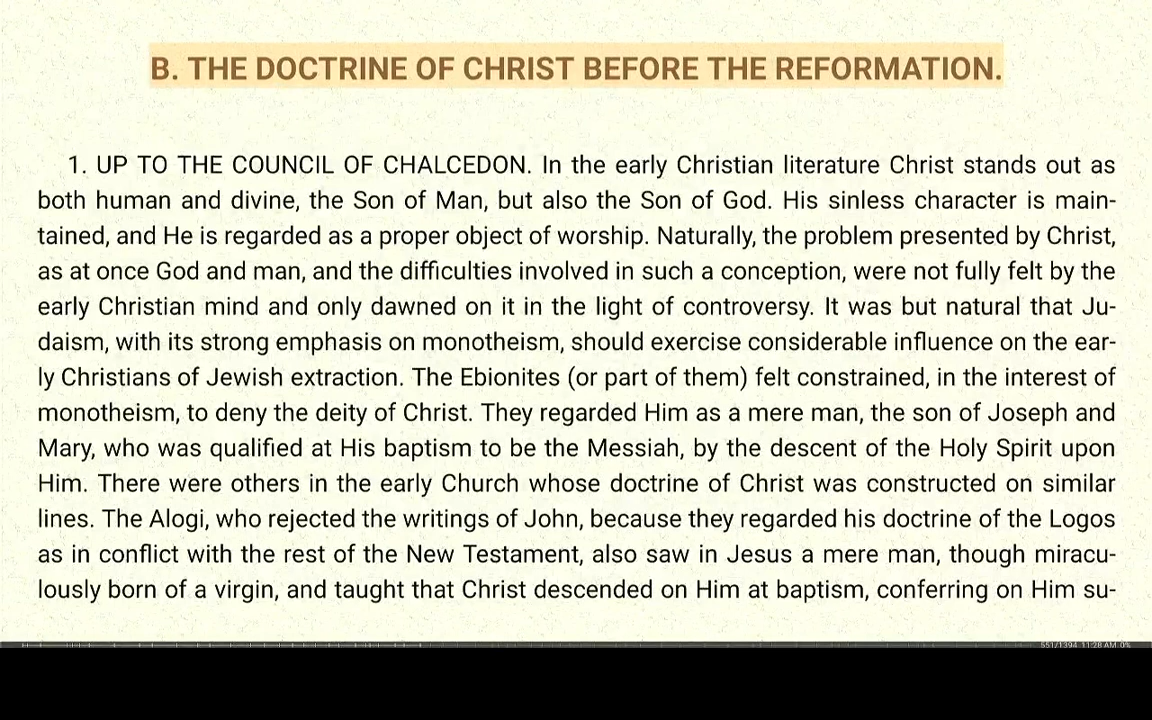 B. THE DOCTRINE OF CHRIST BEFORE THE REFORMATION.
1. UP TO THE COUNCIL OF CHALCEDON. In the early Christian literature Christ stands out as
both human and divine, the Son of Man, but also the Son of God. His sinless character is main-
tained, and He is regarded as a proper object of worship. Naturally, the problem presented by Christ,
as at once God and man, and the difficulties involved in such a conception, were not fully felt by the
early Christian mind and only dawned on it in the light of controversy. It was but natural that Ju-
daism, with its strong emphasis on monotheism, should exercise considerable influence on the ear-
ly Christians of Jewish extraction. The Ebionites (or part of them) felt constrained, in the interest of
monotheism, to deny the deity of Christ. They regarded Him as a mere man, the son of Joseph and
Mary, who was qualified at His baptism to be the Messiah, by the descent of the Holy Spirit upon
Him. There were others in the early Church whose doctrine of Christ was constructed on similar
lines. The Alogi, who rejected the writings of John, because they regarded his doctrine of the Logos
as in conflict with the rest of the New Testament, also saw in Jesus a mere man, though miracu-
lously born of a virgin, and taught that Christ descended on Him at baptism, conferring on Him su-
551/1394 11:28 AM 0%